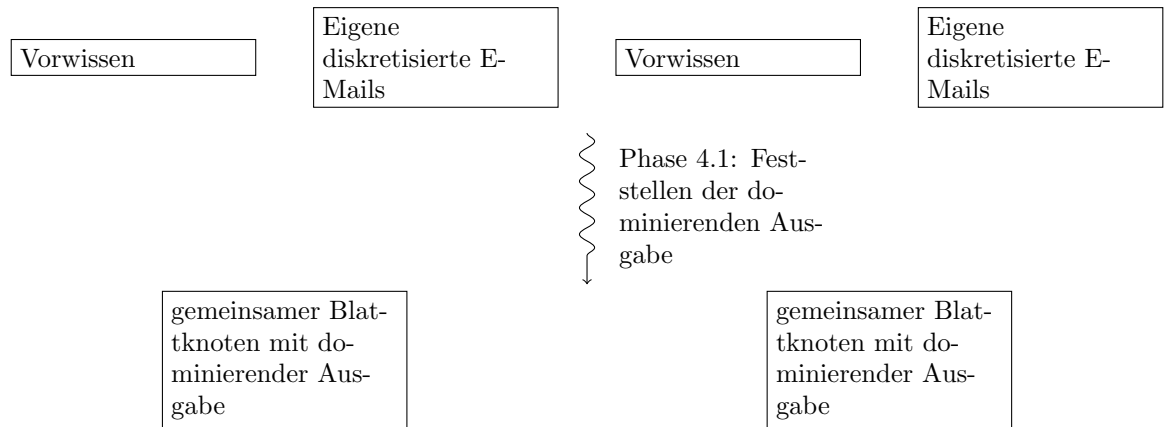 Vorwissen
Eigene
diskretisierte E-
Mails
Vorwissen
Eigene
diskretisierte E-
Mails
Phase 4.1: Fest-
stellen der do-
minierenden Aus-
gabe
gemeinsamer Blat-
tknoten mit do-
minierender Aus-
gabe
gemeinsamer Blat-
tknoten mit do-
minierender Aus-
gabe